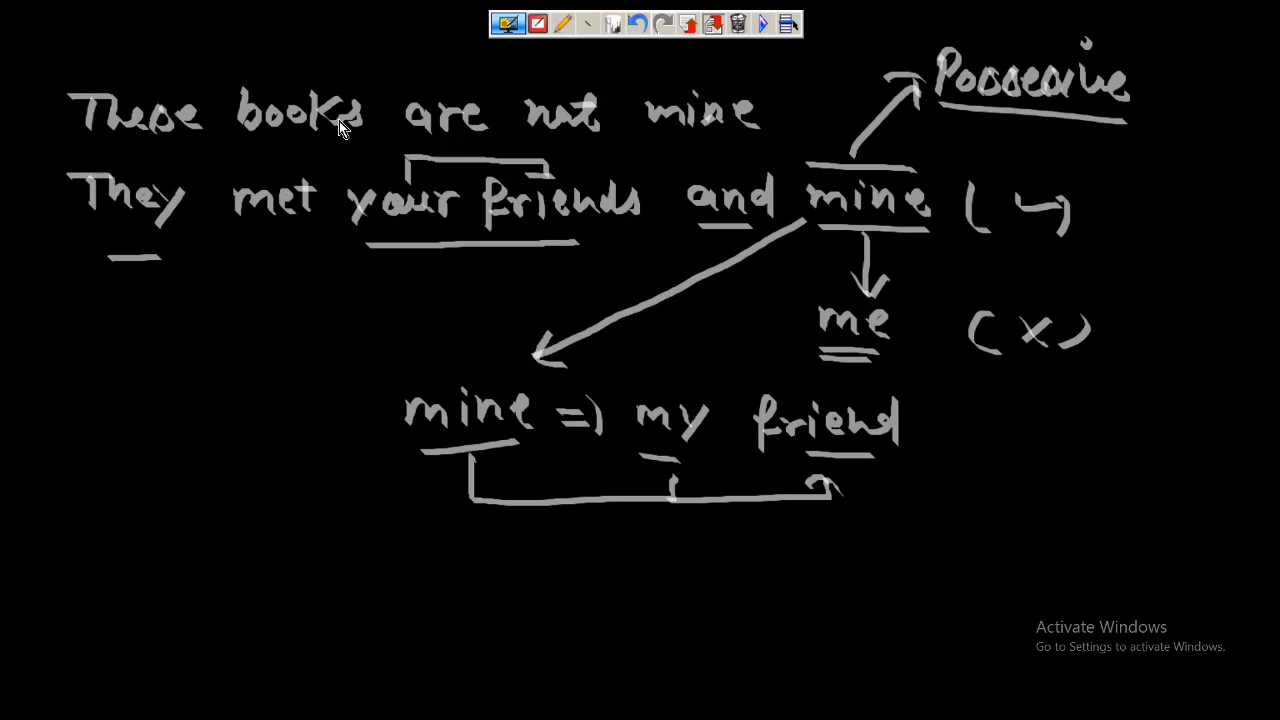 Possessive
These books are not mine
They met your friends and mine (
me (x)
mine => my friend
Activate Windows
Go to Settings to activate Windows.